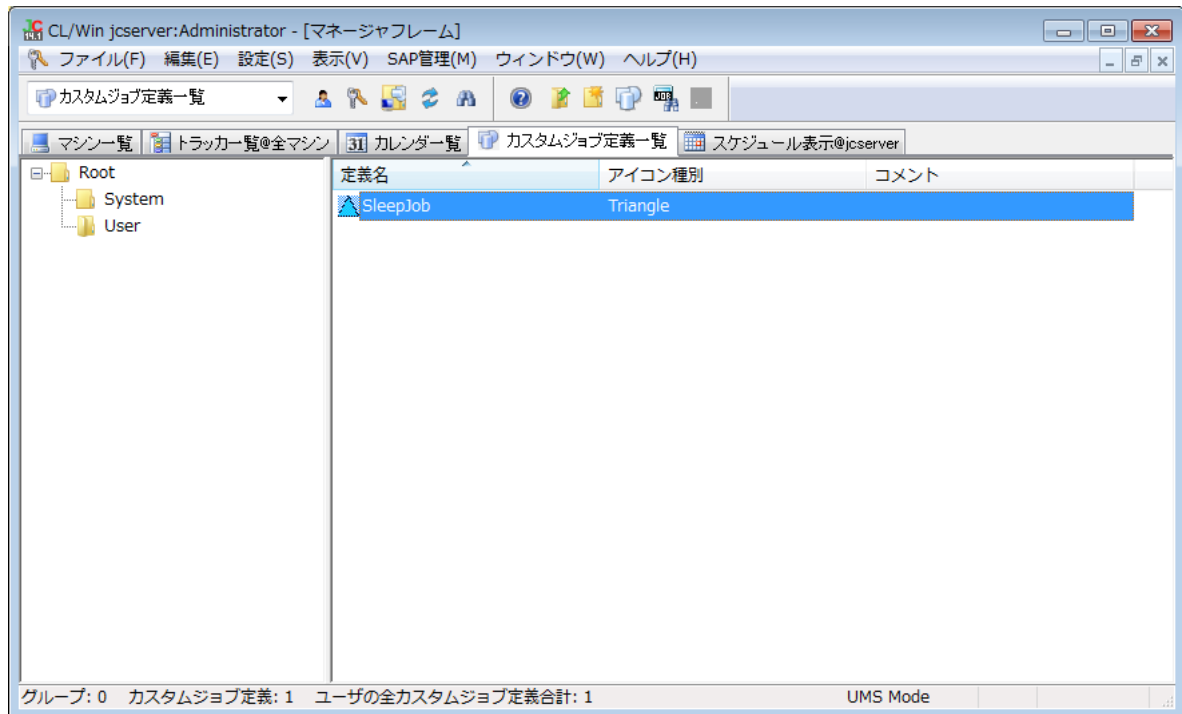 CL/Win jcserver:Administrator - [マネージャフレーム]
ファイル(F) 編集(E) 設定(S) 表示(V) SAP管理(M) ウィンドウ(W) ヘルプ(H)
カスタムジョブ定義一覧
マシン一覧 トラッカ一覧@全マシン 31 カレンダ一覧 カスタムジョブ定義一覧 スケジュール表示@jcserver
Root
System
User
定義名 アイコン種別 コメント
SleepJob Triangle
グループ: 0 カスタムジョブ定義: 1 ユーザの全カスタムジョブ定義合計: 1 UMS Mode